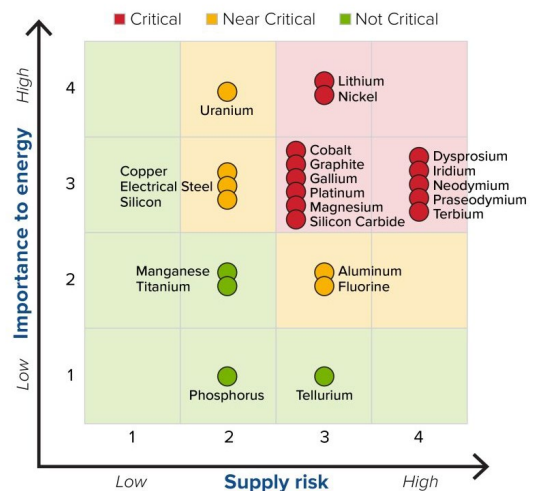 Critical
Near Critical
Not Critical
Importance to energy
High
Low
4
3
2
1
Uranium
Lithium
Nickel
Copper
Electrical Steel
Silicon
Cobalt
Graphite
Gallium
Platinum
Magnesium
Silicon Carbide
Dysprosium
Iridium
Neodymium
Praseodymium
Terbium
Manganese
Titanium
Aluminum
Fluorine
Phosphorus
Tellurium
1
2
3
4
Low
Supply risk
High